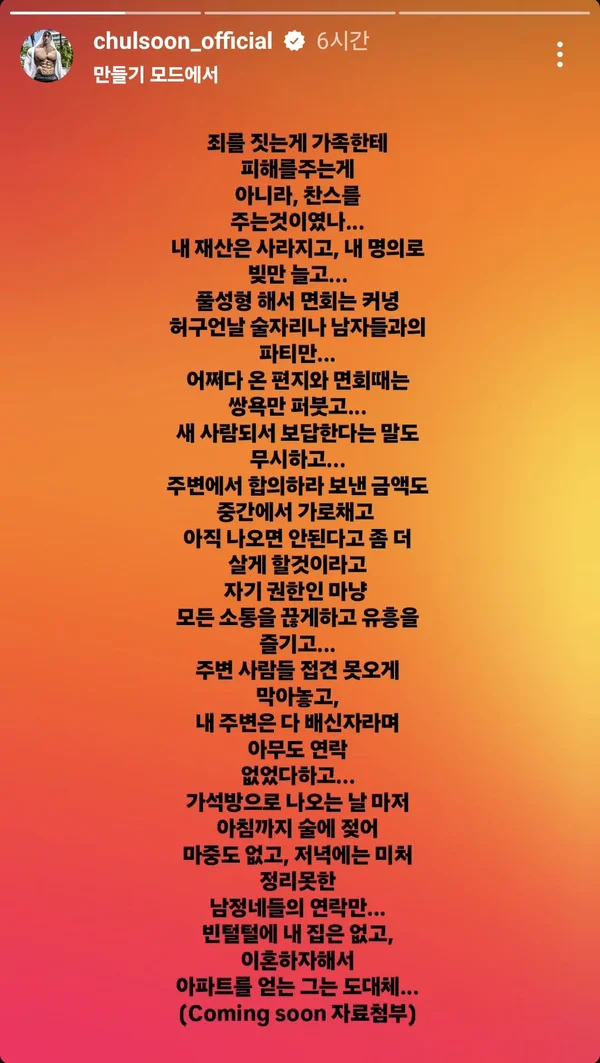 chulsoon_official 6시간
만들기 모드에서
죄를 짓는게 가족한테
피해를주는게
아니라, 찬스를
주는것이였나...
내 재산은 사라지고, 내 명의로
빚만 늘고...
풀성형 해서 면회는 커녕
허구언날 술자리나 남자들과의
파티만...
어쩌다 온 편지와 면회때는
쌍욕만 퍼붓고...
새 사람되서 보답한다는 말도
무시하고...
주변에서 합의하라 보낸 금액도
중간에서 가로채고
아직 나오면 안된다고 좀 더
살게 할것이라고
자기 권한인 마냥
모든 소통을 끊게하고 유흥을
즐기고...
주변 사람들 접견 못오게
막아놓고,
내 주변은 다 배신자라며
아무도 연락
없었다하고...
가석방으로 나오는 날 마저
아침까지 술에 젖어
마중도 없고, 저녁에는 미처
정리못한
남정네들의 연락만...
빈털털에 내 집은 없고,
이혼하자해서
아파트를 얻는 그는 도대체...
(Coming soon 자료첨부)